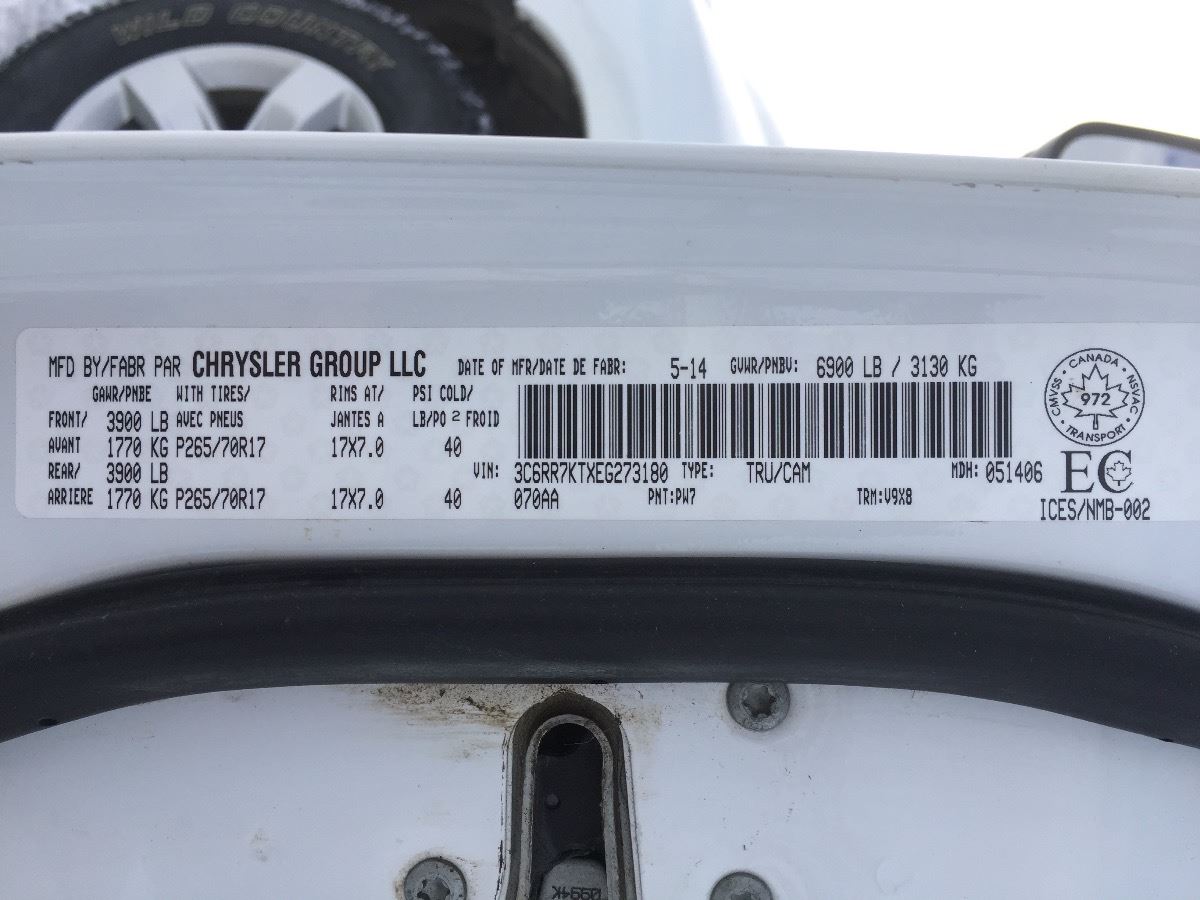 WILD COUNTRY
MFD BY/FABR PAR CHRYSLER GROUP LLC DATE OF MFR/DATE DE FABR: 5-14 GVWR/PNBV: 6900 LB / 3130 KG
GAWR/PNBE WITH TIRES/ RIMS AT/ PSI COLD/
FRONT/ 3900 LB AVEC PNEUS JANTES A LB/PO² FROID
AVANT 1770 KG P265/70R17 17X7.0 40
REAR/ 3900 LB VIN: 3C6RR7KTXEG273180 TYPE: TRU/CAM MDH: 051406
ARRIERE 1770 KG P265/70R17 17X7.0 40 070AA PNT:PW7 TRM:V9X8
CANADA
CMVSS 972 NSVAC
TRANSPORT
EC
ICES/NMB-002